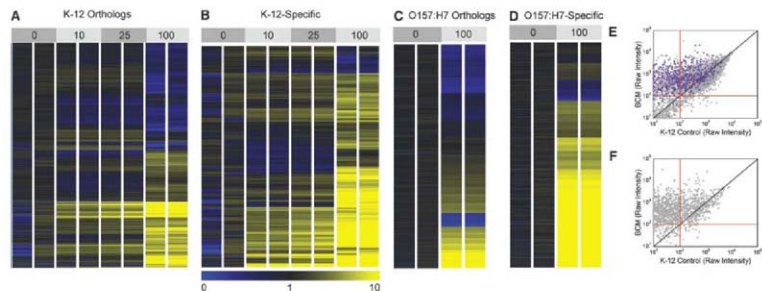 A K-12 Orthologs
0 10 25 100
B K-12-Specific
0 10 25 100
0 1 10
C O157:H7 Orthologs
0 100
D O157:H7-Specific
0 100
E
BCM (Raw Intensity)
K-12 Control (Raw Intensity)
F
BCM (Raw Intensity)
K-12 Control (Raw Intensity)